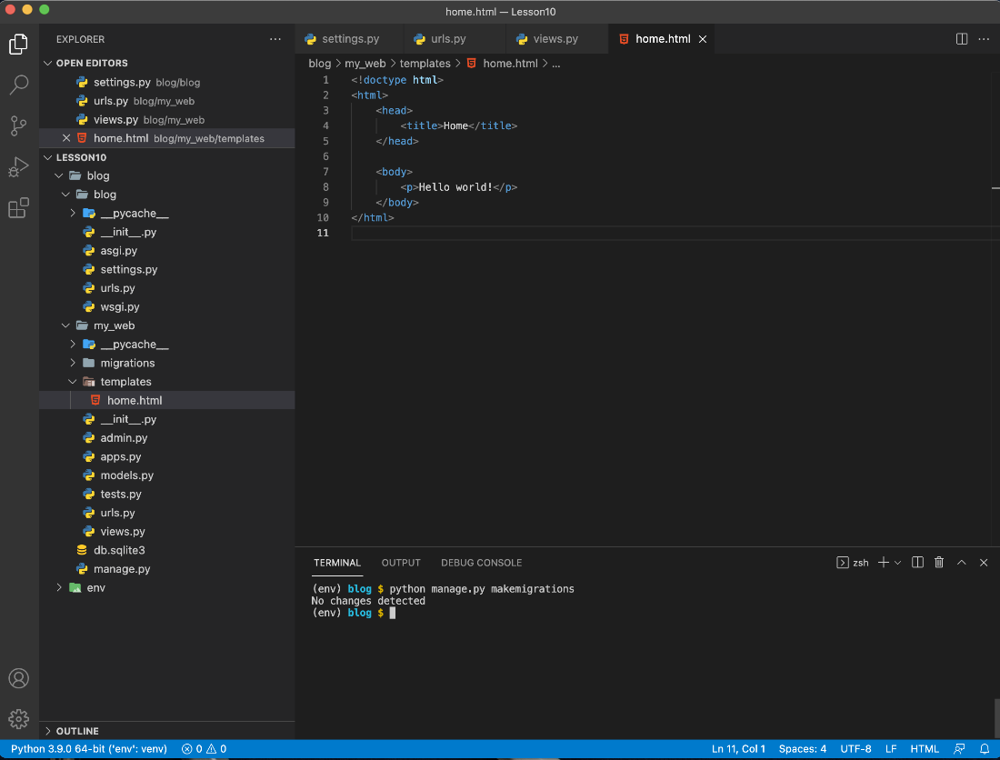 home.html — Lesson10
EXPLORER
OPEN EDITORS
settings.py blog/blog
urls.py blog/my_web
views.py blog/my_web
home.html blog/my_web/templates
LESSON10
blog
blog
__pycache__
__init__.py
asgi.py
settings.py
urls.py
wsgi.py
my_web
__pycache__
migrations
templates
home.html
__init__.py
admin.py
apps.py
models.py
tests.py
urls.py
views.py
db.sqlite3
manage.py
env
OUTLINE
settings.py urls.py views.py home.html
blog > my_web > templates > home.html > ...
1 <!doctype html>
2 <html>
3 <head>
4 <title>Home</title>
5 </head>
6
7 <body>
8 <p>Hello world!</p>
9 </body>
10 </html>
11
TERMINAL OUTPUT DEBUG CONSOLE zsh
(env) blog $ python manage.py makemigrations
No changes detected
(env) blog $
Python 3.9.0 64-bit ('env': venv) 0 0 Ln 11, Col 1 Spaces: 4 UTF-8 LF HTML